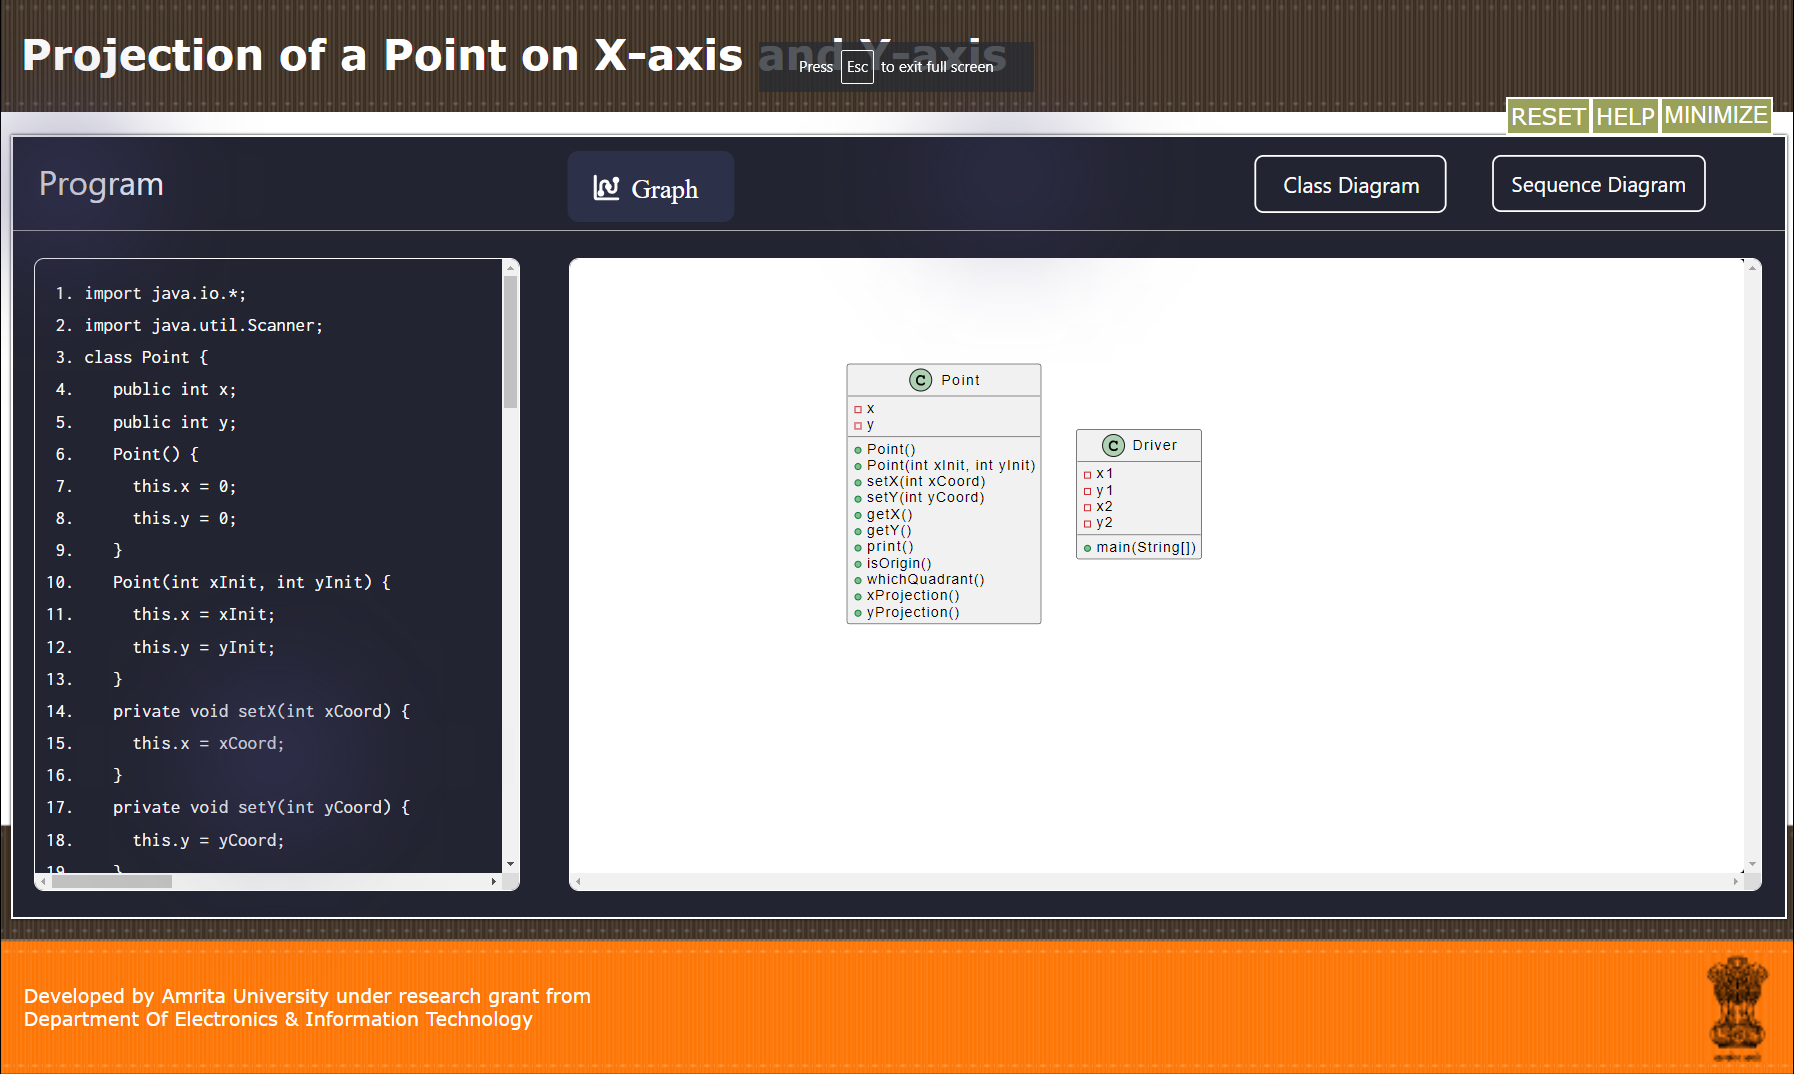 Projection of a Point on X-axis and Y-axis
Press Esc to exit full screen
RESET HELP MINIMIZE
Program
Graph
Class Diagram
Sequence Diagram
1. import java.io.*;
2. import java.util.Scanner;
3. class Point {
4. public int x;
5. public int y;
6. Point() {
7. this.x = 0;
8. this.y = 0;
9. }
10. Point(int xInit, int yInit) {
11. this.x = xInit;
12. this.y = yInit;
13. }
14. private void setX(int xCoord) {
15. this.x = xCoord;
16. }
17. private void setY(int yCoord) {
18. this.y = yCoord;
19. }
C Point
x
y
Point()
Point(int xInit, int yInit)
setX(int xCoord)
setY(int yCoord)
getX()
getY()
print()
isOrigin()
whichQuadrant()
xProjection()
yProjection()
C Driver
x1
y1
x2
y2
main(String[])
Developed by Amrita University under research grant from
Department Of Electronics & Information Technology